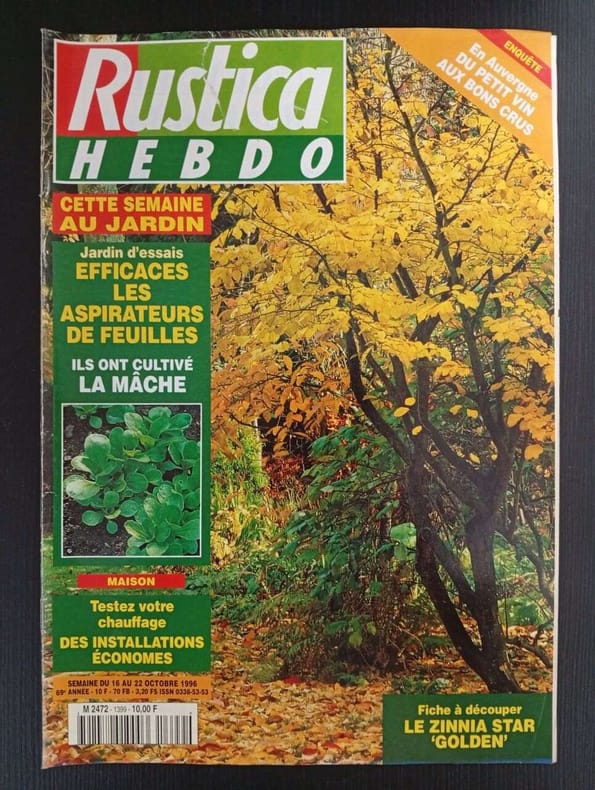 Rustica
HEBDO
ENQUÊTE
En Auvergne
DU PETIT VIN
AUX BONS CRUS
CETTE SEMAINE
AU JARDIN
Jardin d'essais
EFFICACES
LES
ASPIRATEURS
DE FEUILLES
ILS ONT CULTIVÉ
LA MÂCHE
MAISON
Testez votre
chauffage
DES INSTALLATIONS
ÉCONOMES
SEMAINE DU 16 AU 22 OCTOBRE 1996
69e ANNÉE - 10 F - 70 FB - 3,20 FS ISSN 0338-53-53
M 2472 - 1399 - 10,00 F
Fiche à découper
LE ZINNIA STAR
'GOLDEN'